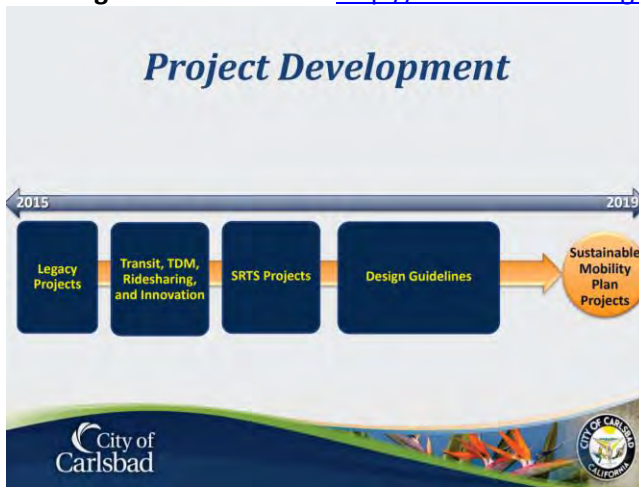 Project Development
2015
2019
Legacy
Projects
Transit, TDM,
Ridesharing,
and Innovation
SRTS Projects
Design Guidelines
Sustainable
Mobility
Plan
Projects
City of
Carlsbad
CITY OF CARLSBAD
CALIFORNIA